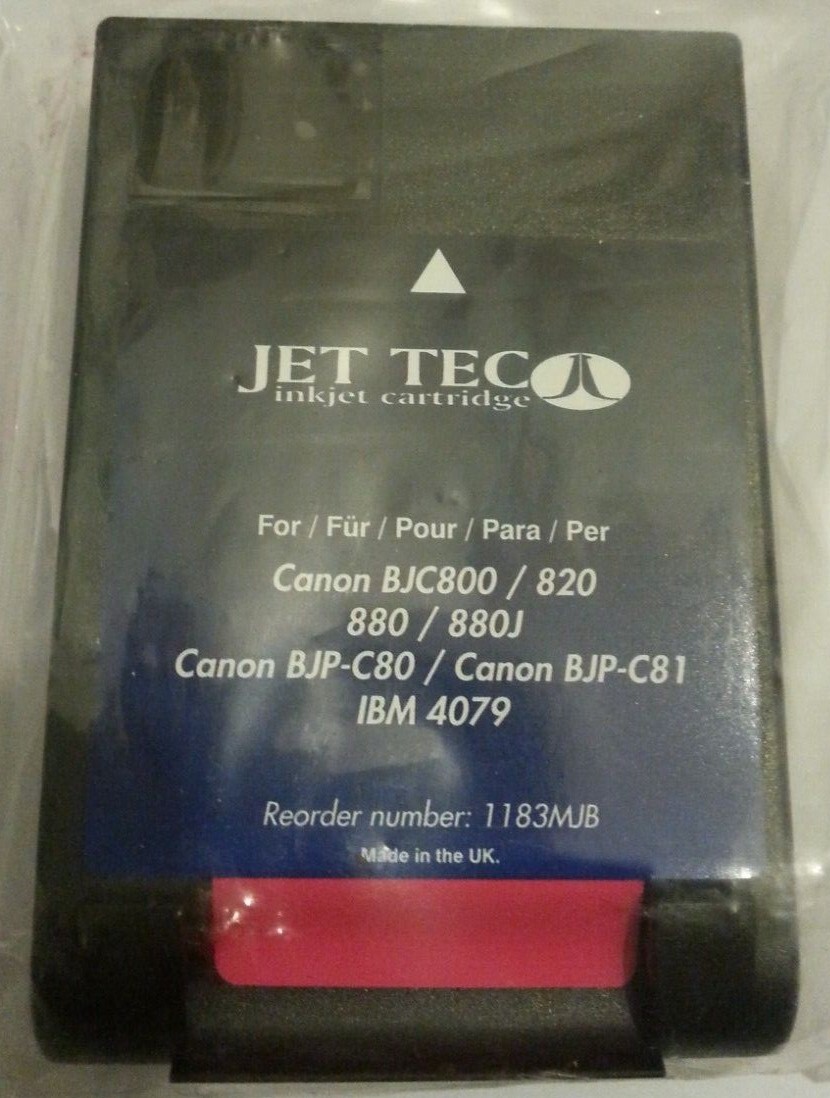 JET TEC
inkjet cartridge
For / Für / Pour / Para / Per
Canon BJC800 / 820
880 / 880J
Canon BJP-C80 / Canon BJP-C81
IBM 4079
Reorder number: 1183MJB
Made in the UK.